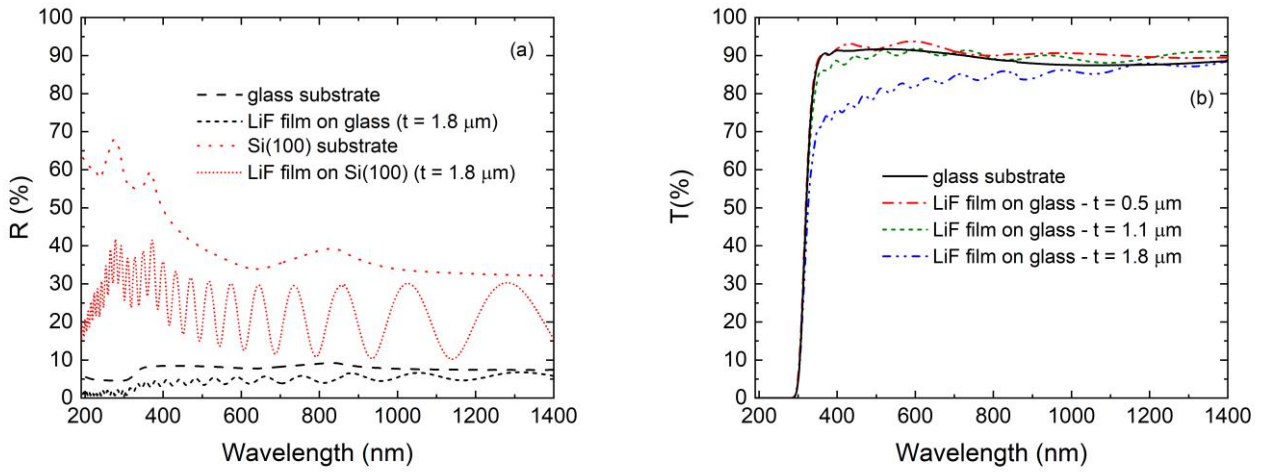 (a)
100
90
80
70
60
50
40
30
20
10
0
R (%)
glass substrate
LiF film on glass (t = 1.8 μm)
Si(100) substrate
LiF film on Si(100) (t = 1.8 μm)
200 400 600 800 1000 1200 1400
Wavelength (nm)
100
90
80
70
60
50
40
30
20
10
0
T(%)
(b)
glass substrate
LiF film on glass - t = 0.5 μm
LiF film on glass - t = 1.1 μm
LiF film on glass - t = 1.8 μm
200 400 600 800 1000 1200 1400
Wavelength (nm)